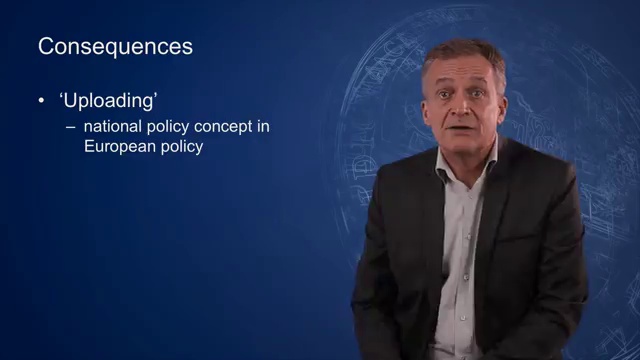 Consequences
• 'Uploading'
– national policy concept in
European policy